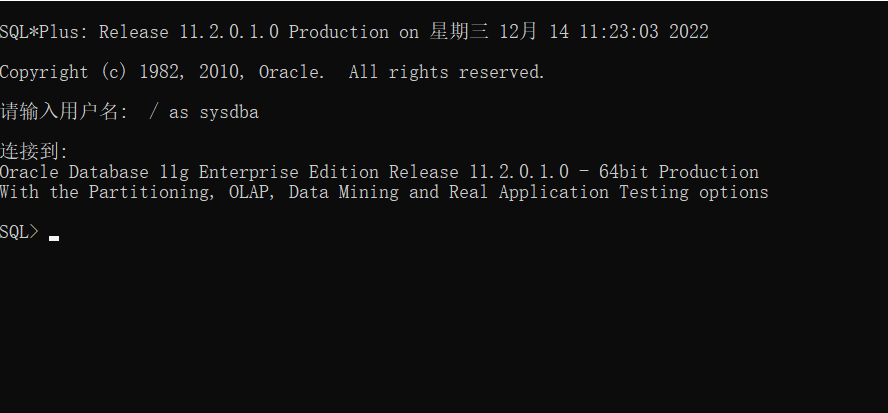 SQL*Plus: Release 11.2.0.1.0 Production on 星期三 12月 14 11:23:03 2022
Copyright (c) 1982, 2010, Oracle.  All rights reserved.
请输入用户名:  / as sysdba
连接到:
Oracle Database 11g Enterprise Edition Release 11.2.0.1.0 - 64bit Production
With the Partitioning, OLAP, Data Mining and Real Application Testing options
SQL>